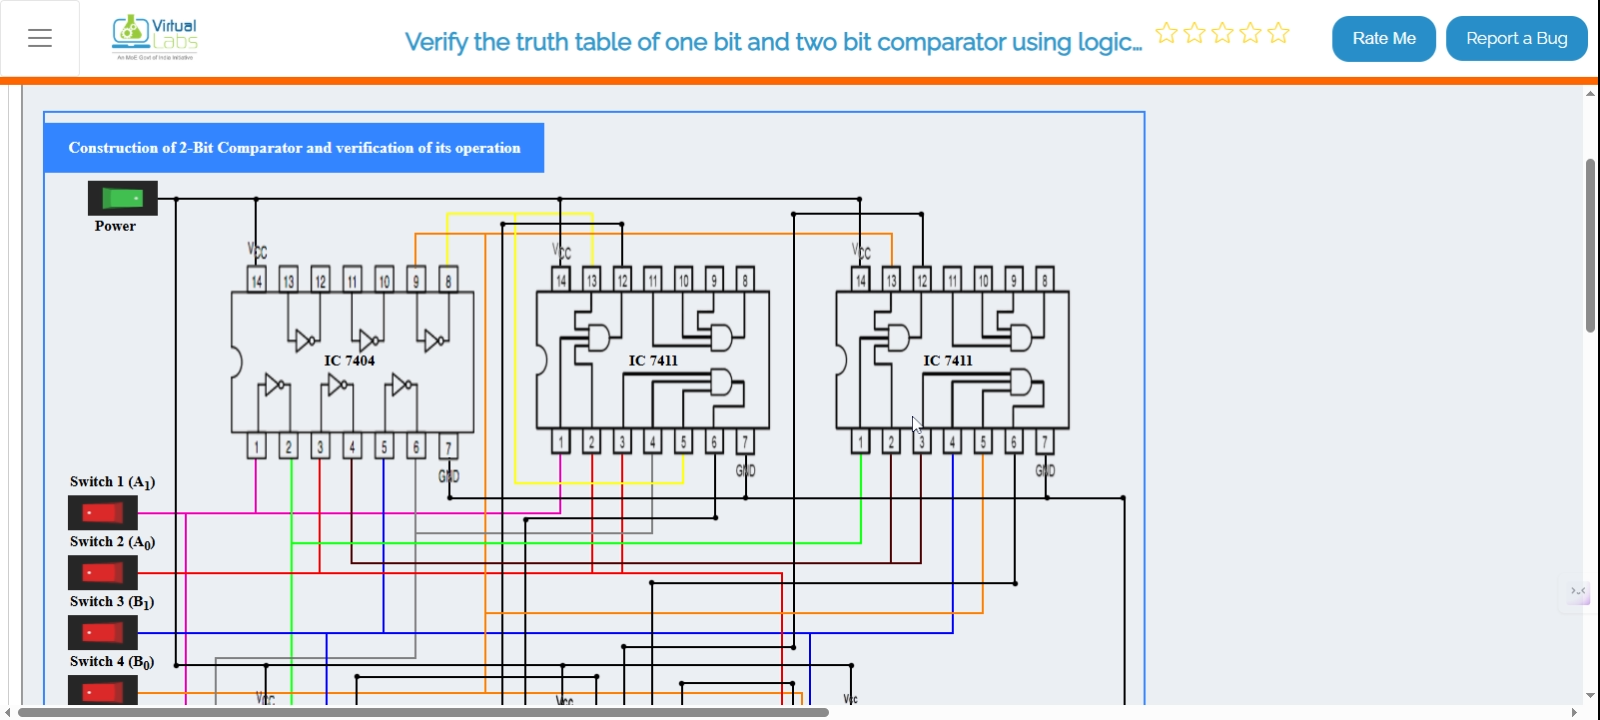 Virtual
Labs
An MoE Govt of India Initiative
Verify the truth table of one bit and two bit comparator using logic...
Rate Me
Report a Bug
Construction of 2-Bit Comparator and verification of its operation
Power
VCC
VCC
VCC
14 13 12 11 10 9 8
14 13 12 11 10 9 8
14 13 12 11 10 9 8
IC 7404
IC 7411
IC 7411
1 2 3 4 5 6 7
1 2 3 4 5 6 7
1 2 3 4 5 6 7
GND
GND
GND
Switch 1 (A1)
Switch 2 (A0)
Switch 3 (B1)
Switch 4 (B0)
Vcc
Vcc
Vcc